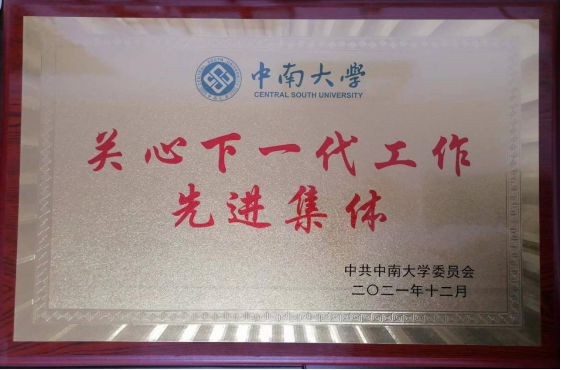 中南大学
CENTRAL SOUTH UNIVERSITY
关心下一代工作
先进集体
中共中南大学委员会
二〇二一年十二月